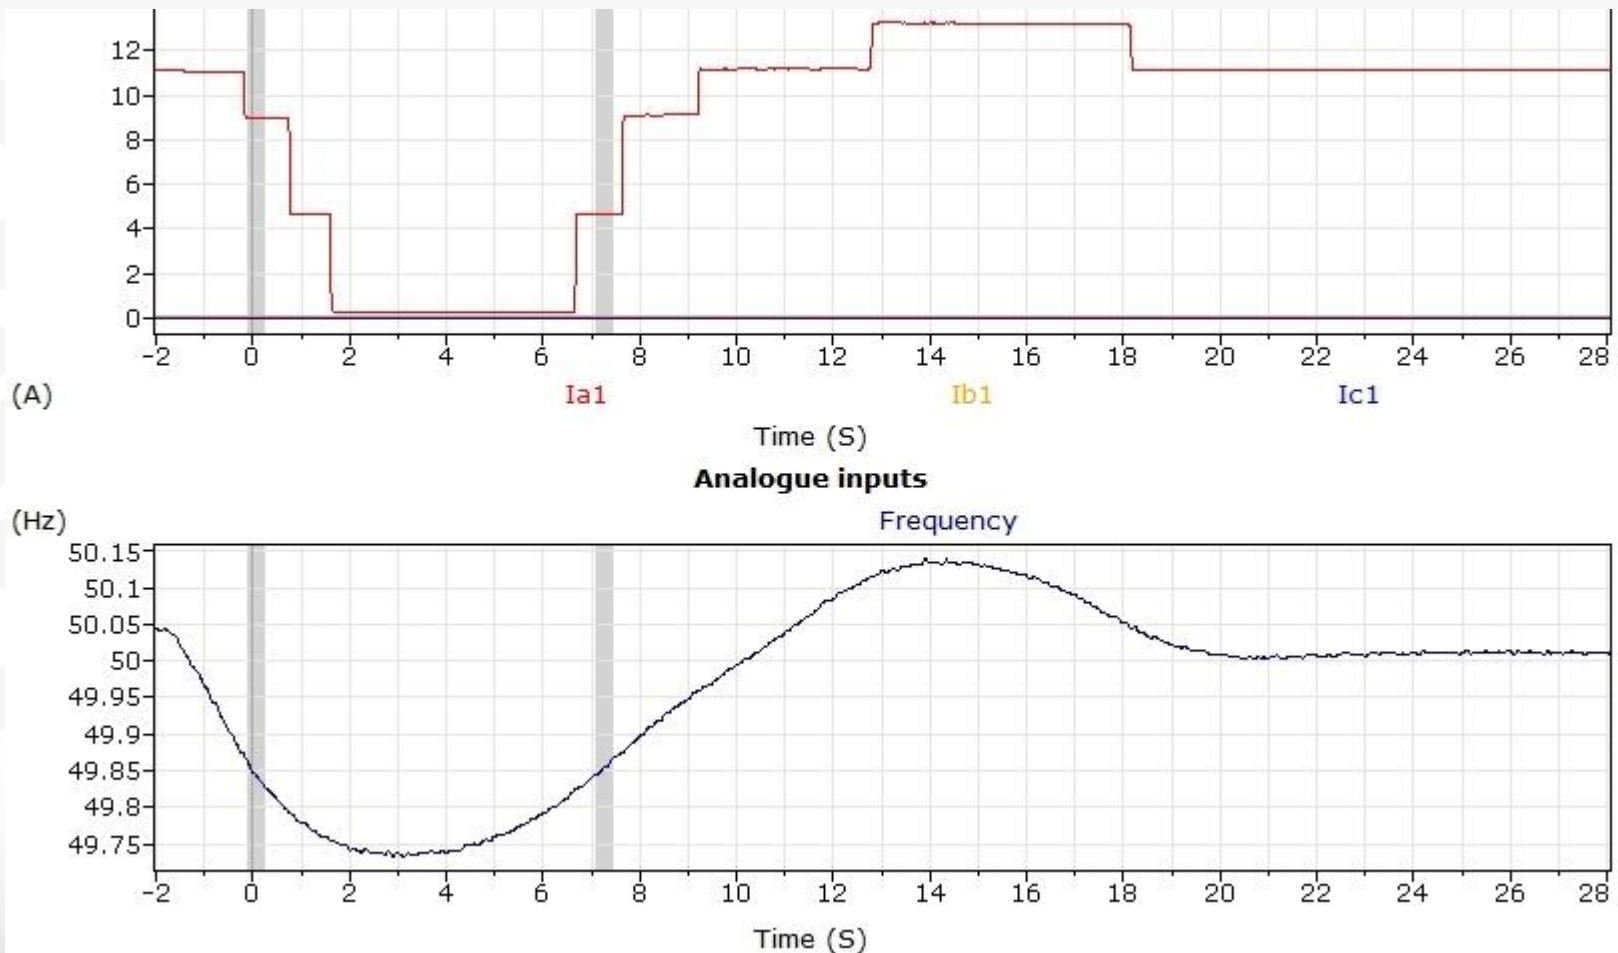 12
10
8
6
4
2
0
-2 0 2 4 6 8 10 12 14 16 18 20 22 24 26 28
(A) Ia1 Ib1 Ic1
Time (S)
Analogue inputs
(Hz) Frequency
50.15
50.1
50.05
50
49.95
49.9
49.85
49.8
49.75
-2 0 2 4 6 8 10 12 14 16 18 20 22 24 26 28
Time (S)